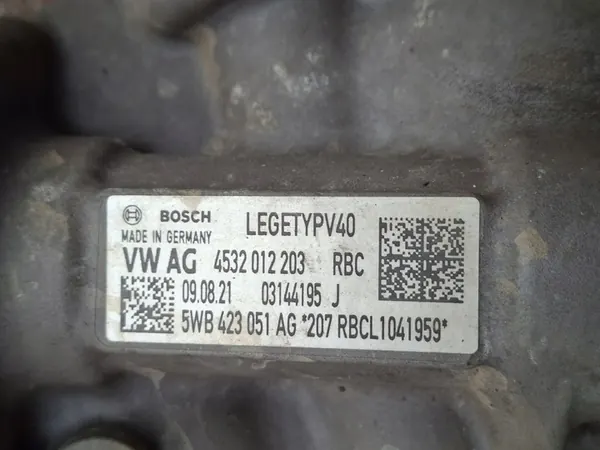 BOSCH LEGETYPV40
MADE IN GERMANY
VW AG 4532 012 203 RBC
09.08.21 03144195 J
5WB 423 051 AG *207 RBCL1041959*